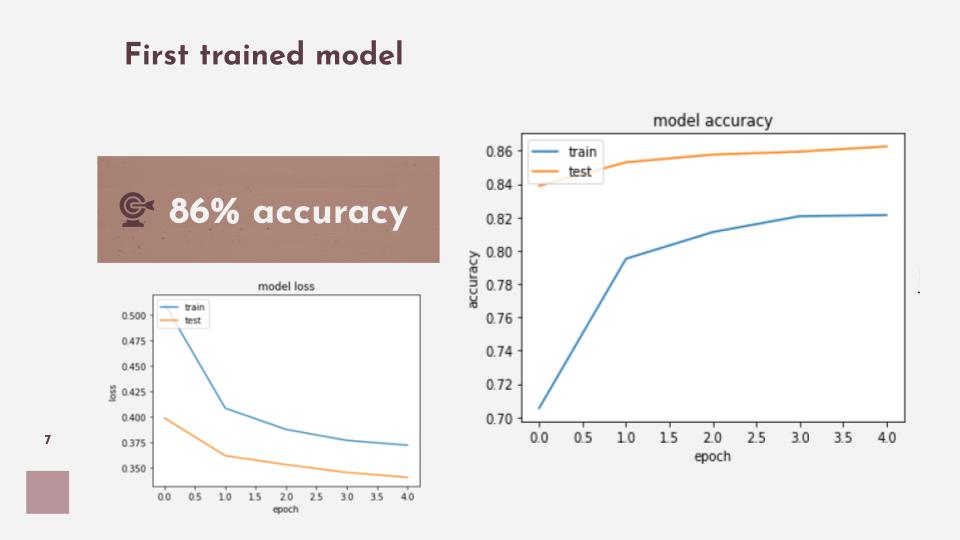 First trained model
86% accuracy
model loss
train
test
0.500
0.475
0.450
0.425
0.400
0.375
0.350
loss
0.0 0.5 1.0 1.5 2.0 2.5 3.0 3.5 4.0
epoch
model accuracy
train
test
0.86
0.84
0.82
0.80
0.78
0.76
0.74
0.72
0.70
accuracy
0.0 0.5 1.0 1.5 2.0 2.5 3.0 3.5 4.0
epoch
7